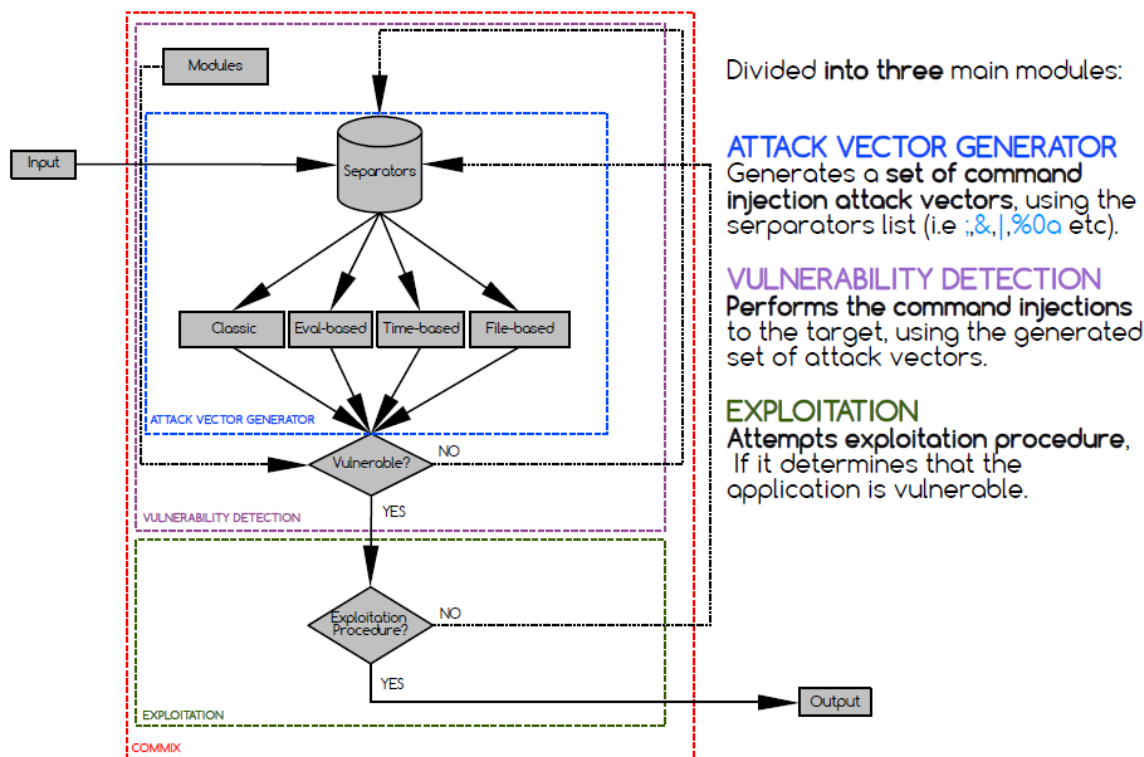 Modules
Input
Separators
Classic
Eval-based
Time-based
File-based
ATTACK VECTOR GENERATOR
Vulnerable?
NO
YES
VULNERABILITY DETECTION
Exploitation
Procedure?
NO
YES
Output
EXPLOITATION
COMMIX
Divided into three main modules:
ATTACK VECTOR GENERATOR
Generates a set of command
injection attack vectors, using the
serparators list (i.e ;,&,|,%0a etc).
VULNERABILITY DETECTION
Performs the command injections
to the target, using the generated
set of attack vectors.
EXPLOITATION
Attempts exploitation procedure,
If it determines that the
application is vulnerable.